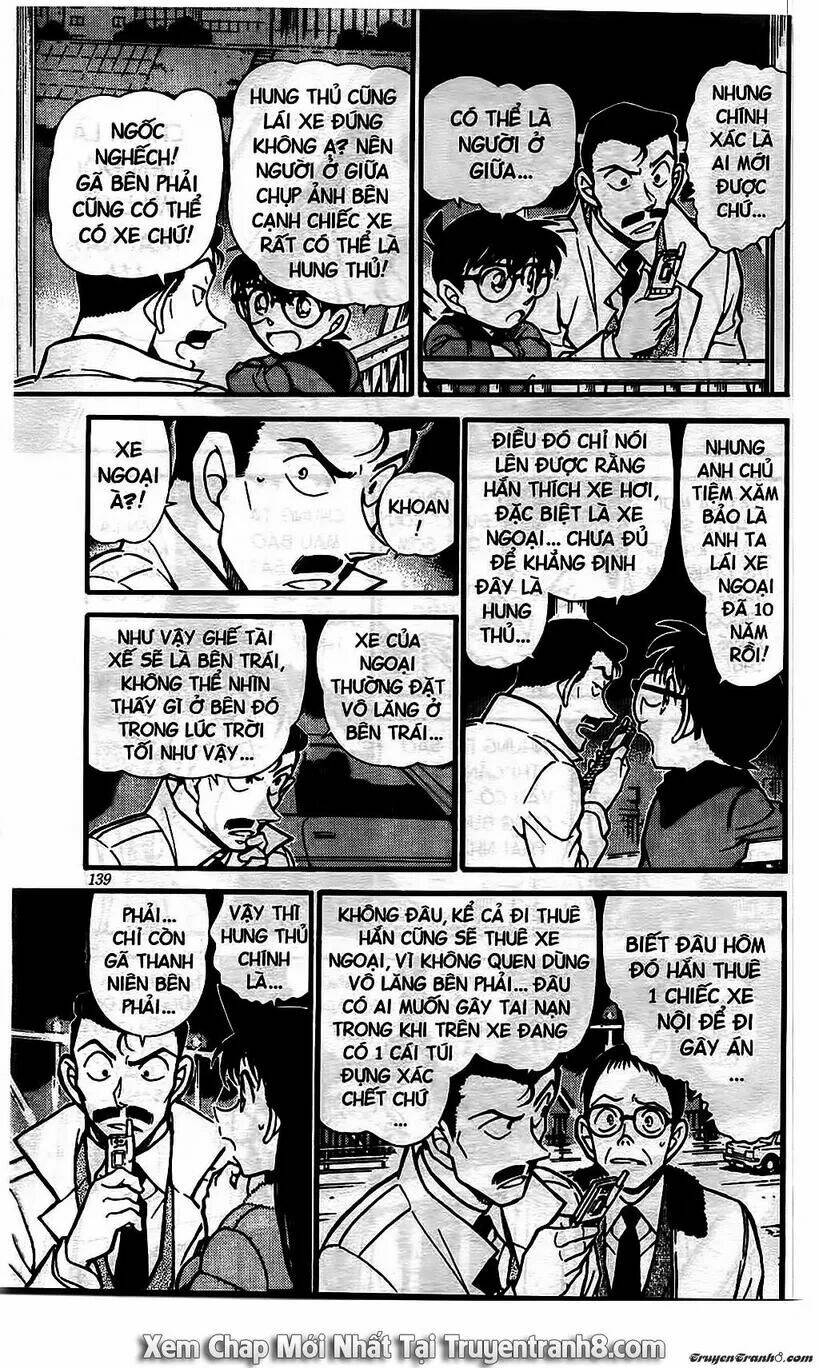 NHƯNG
CHÍNH
XÁC LÀ
AI MỚI
ĐƯỢC
CHỨ...
CÓ THỂ LÀ
NGƯỜI Ở
GIỮA...
HUNG THỦ CŨNG
LÁI XE ĐÚNG
KHÔNG Ạ? NÊN
NGƯỜI Ở GIỮA
CHỤP ẢNH BÊN
CẠNH CHIẾC XE
RẤT CÓ THỂ LÀ
HUNG THỦ!
NGỐC
NGHẾCH!
GÃ BÊN PHẢI
CŨNG CÓ THỂ
CÓ XE CHỨ!
NHƯNG
ANH CHỦ
TIỆM XĂM
BẢO LÀ
ANH TA
LÁI XE
NGOẠI
ĐÃ 10
NĂM
RỒI!
ĐIỀU ĐÓ CHỈ NÓI
LÊN ĐƯỢC RẰNG
HẮN THÍCH XE HƠI,
ĐẶC BIỆT LÀ XE
NGOẠI... CHƯA ĐỦ
ĐỂ KHẲNG ĐỊNH
ĐÂY LÀ
HUNG
THỦ...
KHOAN
!
XE
NGOẠI
À?!
XE CỦA
NGOẠI
THƯỜNG ĐẶT
VÔ LĂNG Ở
BÊN TRÁI...
NHƯ VẬY GHẾ TÀI
XẾ SẼ LÀ BÊN TRÁI,
KHÔNG THỂ NHÌN
THẤY GÌ Ở BÊN ĐÓ
TRONG LÚC TRỜI
TỐI NHƯ VẬY...
139
BIẾT ĐÂU HÔM
ĐÓ HẮN THUÊ
1 CHIẾC XE
NỘI ĐỂ ĐI
GÂY ÁN
...
KHÔNG ĐÂU, KỂ CẢ ĐI THUÊ
HẮN CŨNG SẼ THUÊ XE
NGOẠI, VÌ KHÔNG QUEN DÙNG
VÔ LĂNG BÊN PHẢI... ĐÂU
CÓ AI MUỐN GÂY TAI NẠN
TRONG KHI TRÊN XE ĐANG
CÓ 1 CÁI TÚI
ĐỰNG XÁC
CHẾT CHỨ
...
VẬY THÌ
HUNG THỦ
CHÍNH
LÀ...
PHẢI...
CHỈ CÒN
GÃ THANH
NIÊN BÊN
PHẢI...
Xem Chap Mới Nhất Tại Truyentranh8.com
TruyenTranh8.com